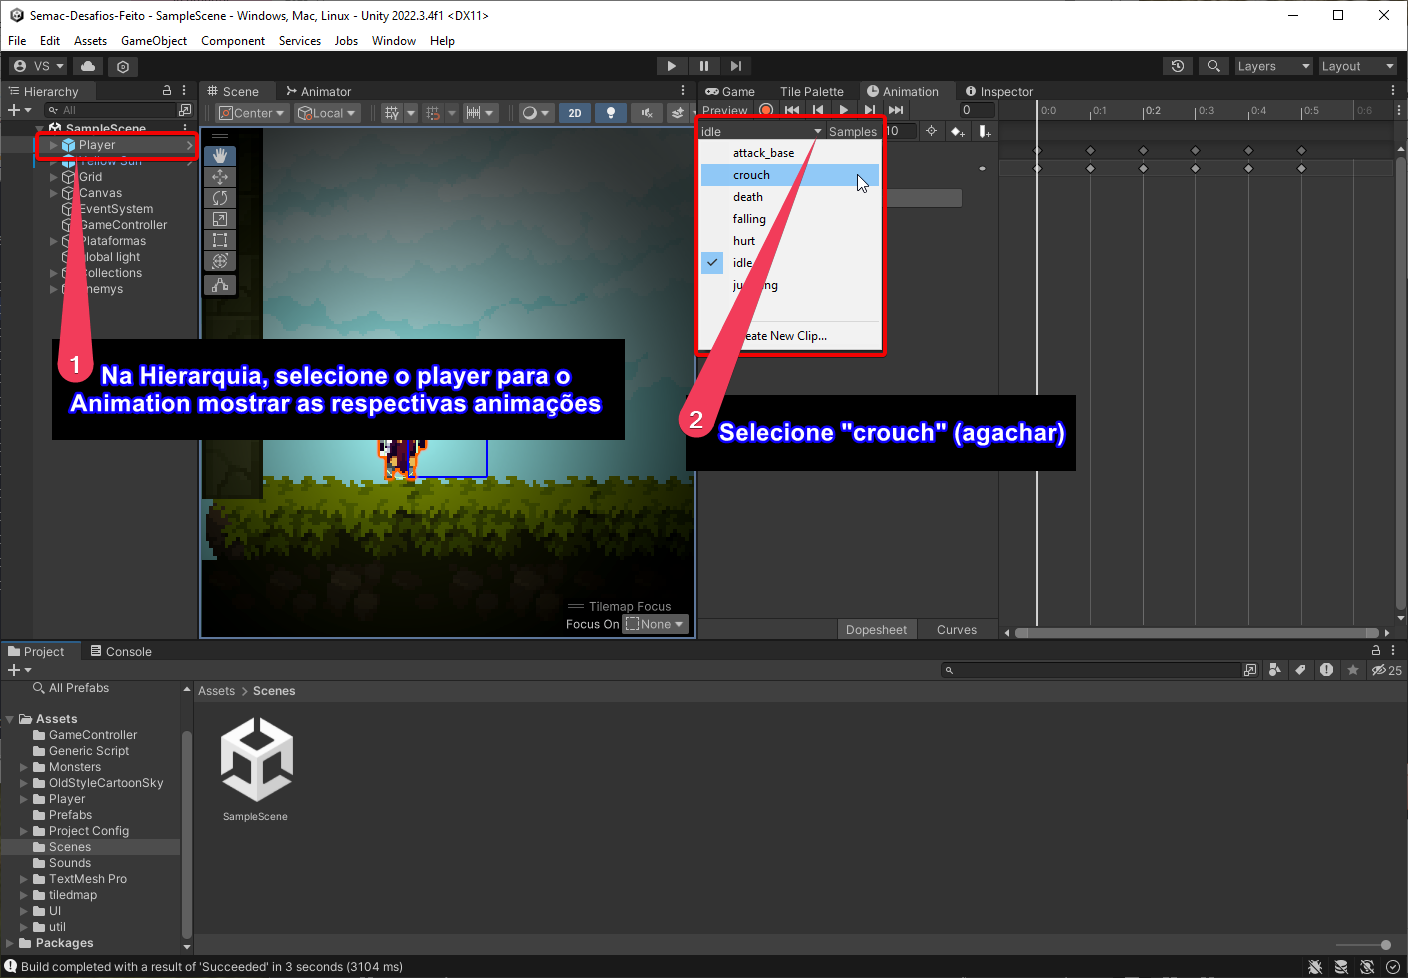 Semac-Desafios-Feito - SampleScene - Windows, Mac, Linux - Unity 2022.3.4f1 <DX11>
File Edit Assets GameObject Component Services Jobs Window Help
VS
Layers
Layout
Hierarchy
All
SampleScene
Player
Yellow Sun
Grid
Canvas
EventSystem
GameController
Plataformas
Global light
Collections
Enemys
Scene
Animator
Center
Local
2D
Tilemap Focus
Focus On
None
Game
Tile Palette
Animation
Inspector
Preview
0
idle
Samples
10
attack_base
crouch
death
falling
hurt
idle
Create New Clip...
0:0
0:1
0:2
0:3
0:4
0:5
0:6
Dopesheet
Curves
1
Na Hierarquia, selecione o player para o
Animation mostrar as respectivas animações
2
Selecione "crouch" (agachar)
Project
Console
25
All Prefabs
Assets
GameController
Generic Script
Monsters
OldStyleCartoonSky
Player
Prefabs
Project Config
Scenes
Sounds
TextMesh Pro
tiledmap
UI
util
Packages
Assets > Scenes
SampleScene
Build completed with a result of 'Succeeded' in 3 seconds (3104 ms)